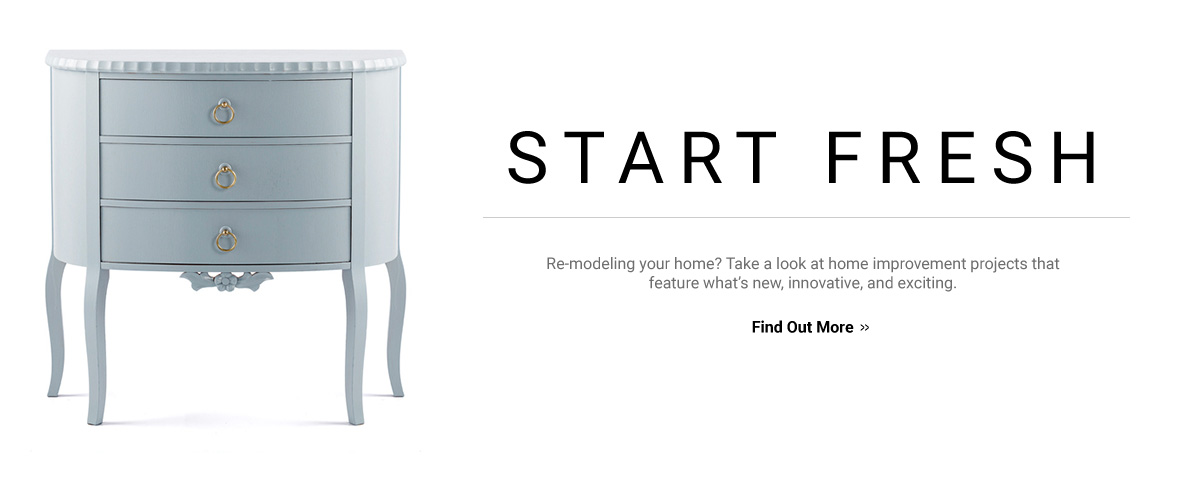 START FRESH
Re-modeling your home? Take a look at home improvement projects that
feature what’s new, innovative, and exciting.
Find Out More »